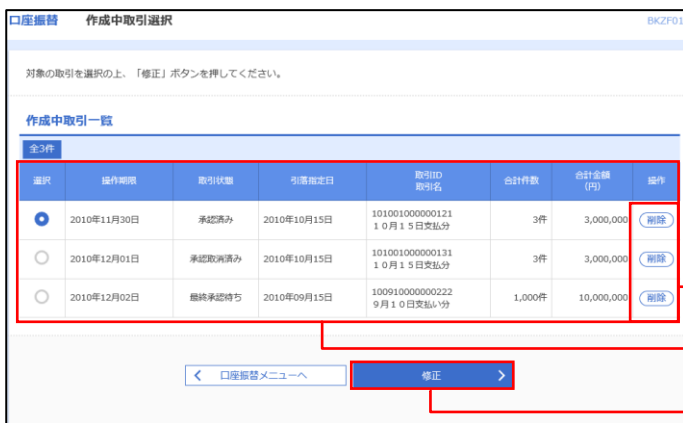 口座振替 作成中取引選択 BKZF01
対象の取引を選択の上、「修正」ボタンを押してください。
作成中取引一覧
全3件
選択 操作期限 取引状態 引落指定日 取引ID 取引名 合計件数 合計金額 (円) 操作
2010年11月30日 承認済み 2010年10月15日 101001000000121 3件 3,000,000 削除
10月15日支払分
2010年12月01日 承認取消済み 2010年10月15日 101001000000131 3件 3,000,000 削除
10月15日支払分
2010年12月02日 最終承認待ち 2010年09月15日 100910000000222 1,000件 10,000,000 削除
9月10日支払い分
口座振替メニューへ 修正